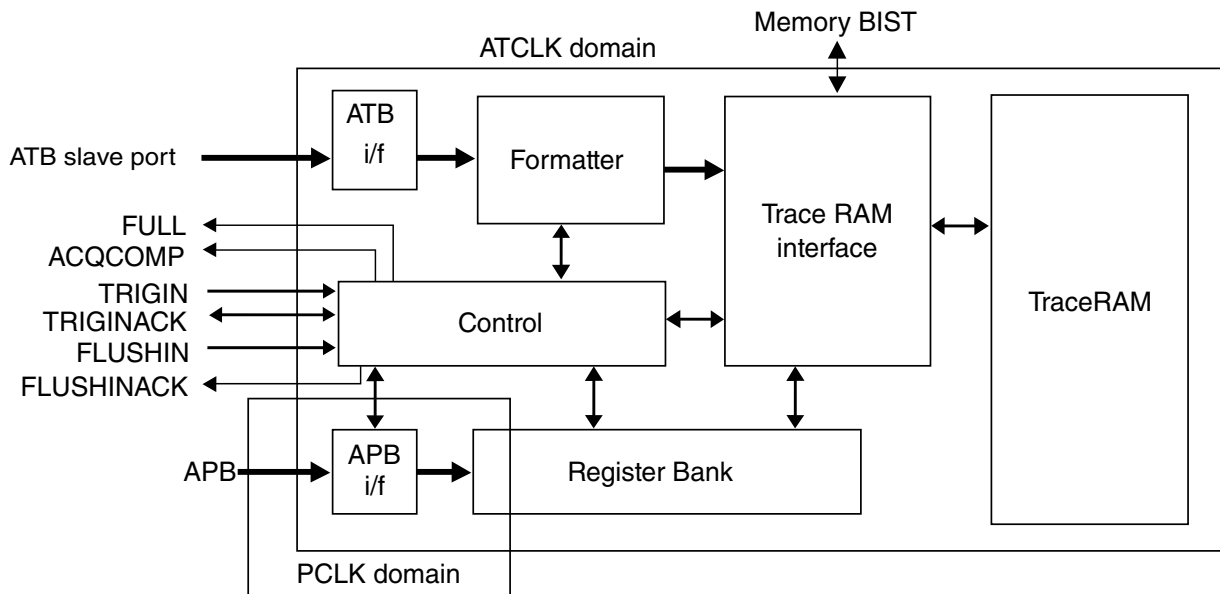 Memory BIST
ATCLK domain
ATB
i/f
ATB slave port
Formatter
Trace RAM
interface
TraceRAM
FULL
ACQCOMP
TRIGIN
TRIGINACK
FLUSHIN
FLUSHINACK
Control
APB
APB
i/f
Register Bank
PCLK domain